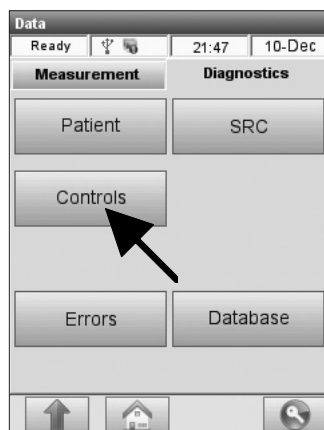 Data
Ready 21:47 10-Dec
Measurement Diagnostics
Patient SRC
Controls
Errors Database